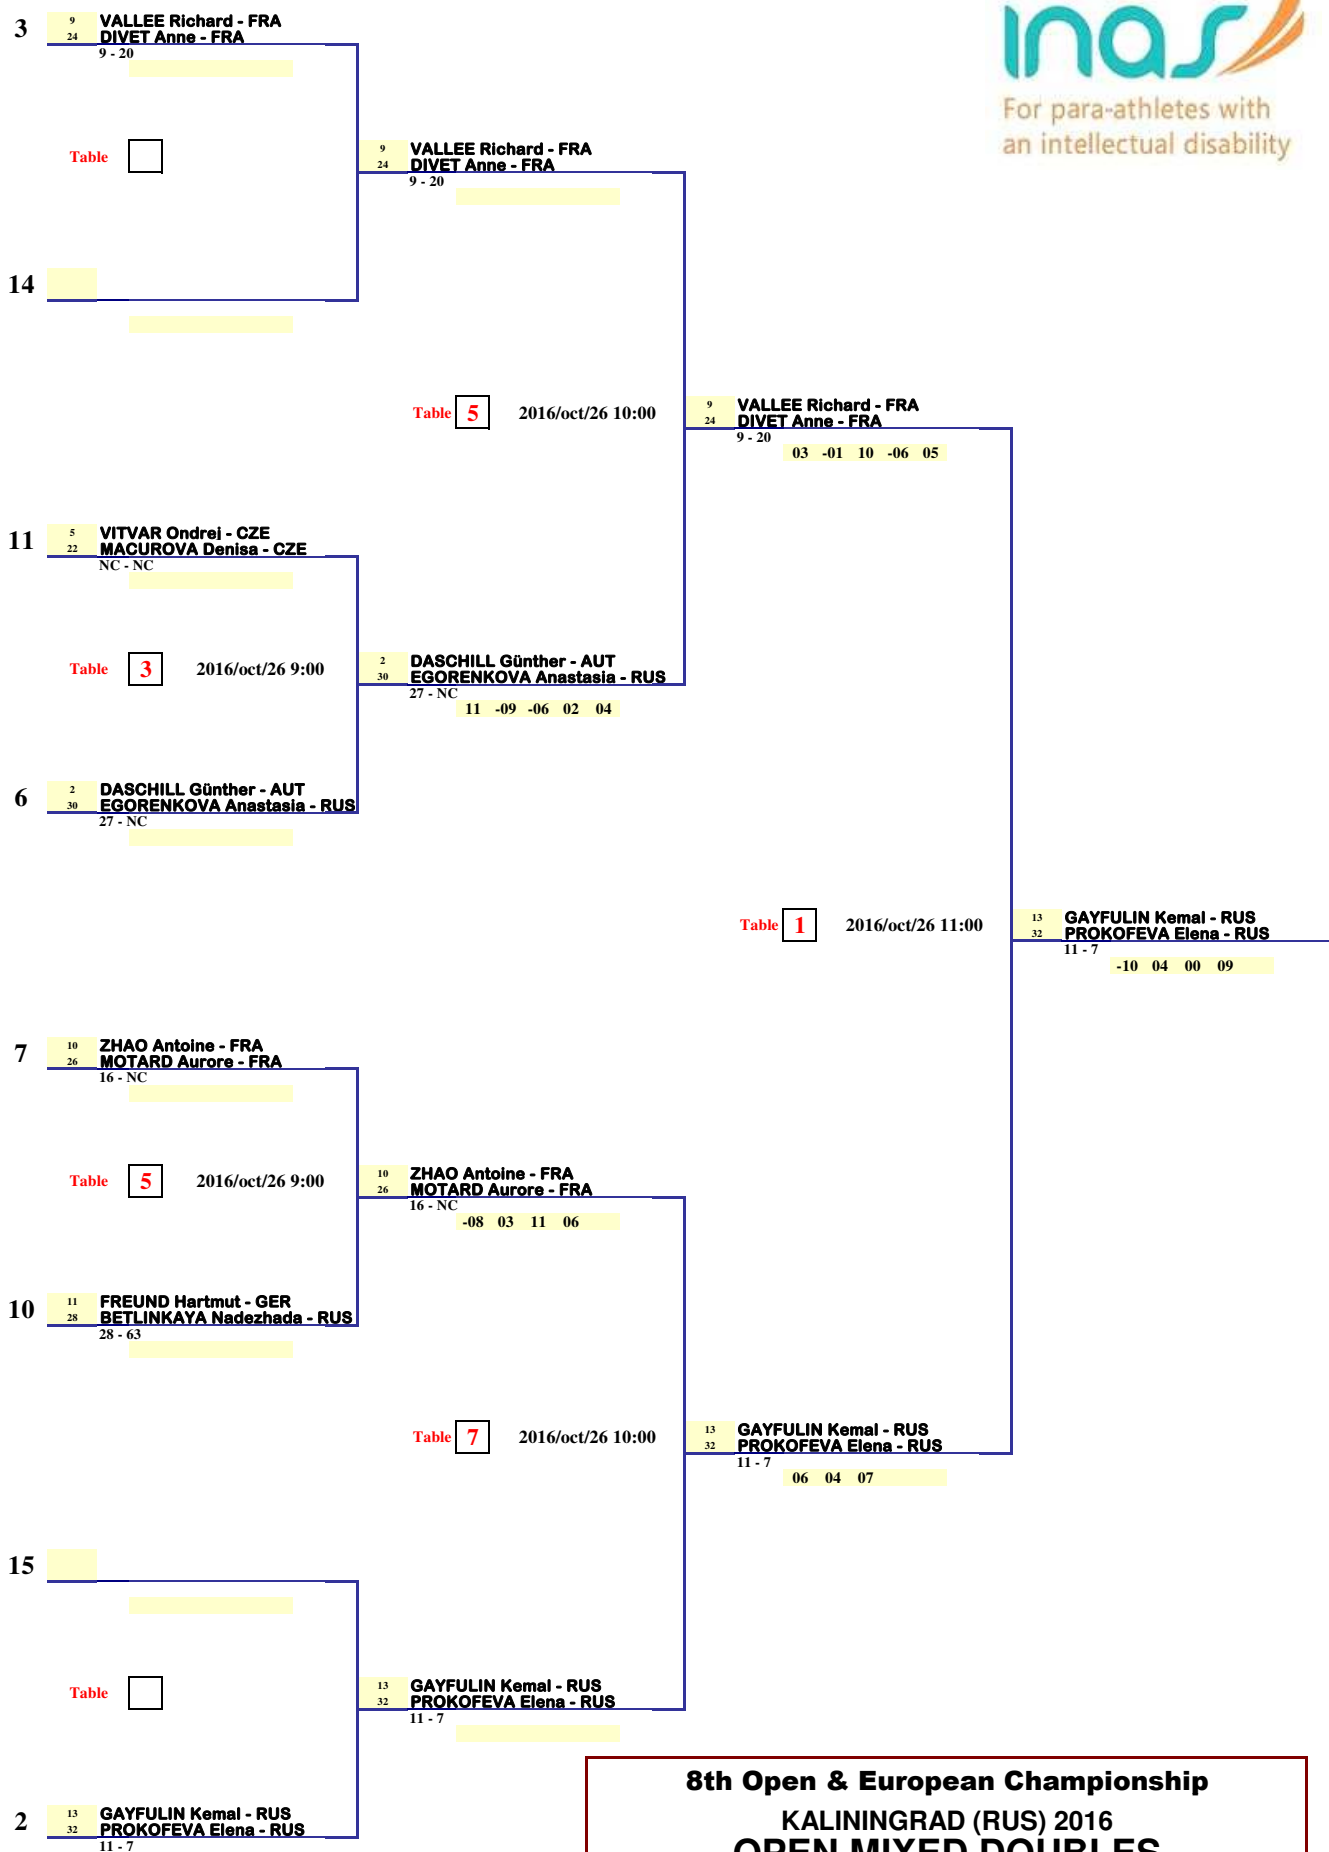 inas
For para-athletes with
an intellectual disability
3 9 VALLEE Richard - FRA
24 DIVET Anne - FRA
9 - 20
Table
9 VALLEE Richard - FRA
24 DIVET Anne - FRA
9 - 20
14
Table 5 2016/oct/26 10:00
9 VALLEE Richard - FRA
24 DIVET Anne - FRA
9 - 20
03 -01 10 -06 05
11 5 VITVAR Ondrej - CZE
22 MACUROVA Denisa - CZE
NC - NC
Table 3 2016/oct/26 9:00
2 DASCHILL Günther - AUT
30 EGORENKOVA Anastasia - RUS
27 - NC
11 -09 -06 02 04
6 2 DASCHILL Günther - AUT
30 EGORENKOVA Anastasia - RUS
27 - NC
Table 1 2016/oct/26 11:00
13 GAYFULIN Kemal - RUS
32 PROKOFEVA Elena - RUS
11 - 7
-10 04 00 09
7 10 ZHAO Antoine - FRA
26 MOTARD Aurore - FRA
16 - NC
Table 5 2016/oct/26 9:00
10 ZHAO Antoine - FRA
26 MOTARD Aurore - FRA
16 - NC
-08 03 11 06
10 11 FREUND Hartmut - GER
28 BETLINKAYA Nadezhada - RUS
28 - 63
Table 7 2016/oct/26 10:00
13 GAYFULIN Kemal - RUS
32 PROKOFEVA Elena - RUS
11 - 7
06 04 07
15
Table
13 GAYFULIN Kemal - RUS
32 PROKOFEVA Elena - RUS
11 - 7
2 13 GAYFULIN Kemal - RUS
32 PROKOFEVA Elena - RUS
11 - 7
8th Open & European Championship
KALININGRAD (RUS) 2016
OPEN MIXED DOUBLES